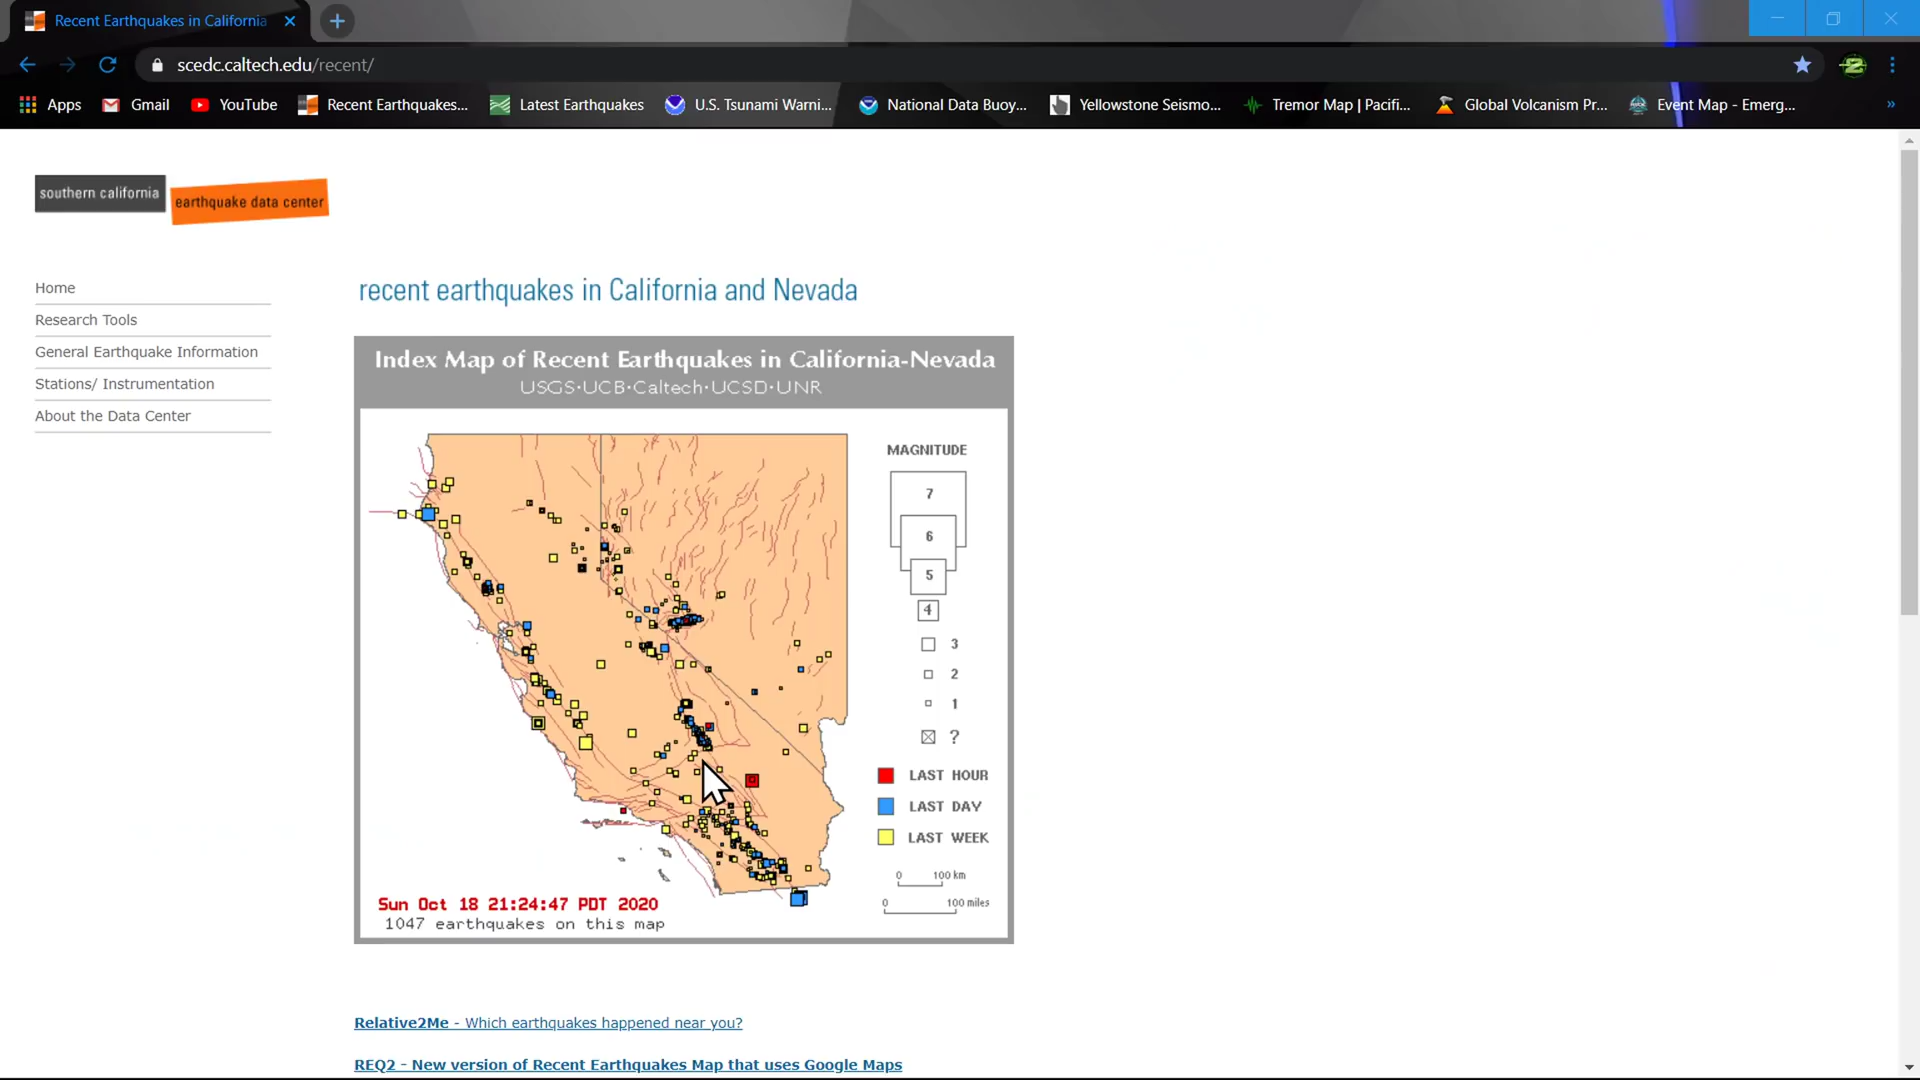 Recent Earthquakes in California
scedc.caltech.edu/recent/
Apps Gmail YouTube Recent Earthquakes... Latest Earthquakes U.S. Tsunami Warni... National Data Buoy... Yellowstone Seismo... Tremor Map | Pacifi... Global Volcanism Pr... Event Map - Emerg... »
southern california
earthquake data center
Home
Research Tools
General Earthquake Information
Stations/ Instrumentation
About the Data Center
recent earthquakes in California and Nevada
Index Map of Recent Earthquakes in California-Nevada
USGS·UCB·Caltech·UCSD·UNR
MAGNITUDE
7
6
5
4
3
2
1
?
LAST HOUR
LAST DAY
LAST WEEK
0 100 km
0 100 miles
Sun Oct 18 21:24:47 PDT 2020
1047 earthquakes on this map
Relative2Me - Which earthquakes happened near you?
REQ2 - New version of Recent Earthquakes Map that uses Google Maps